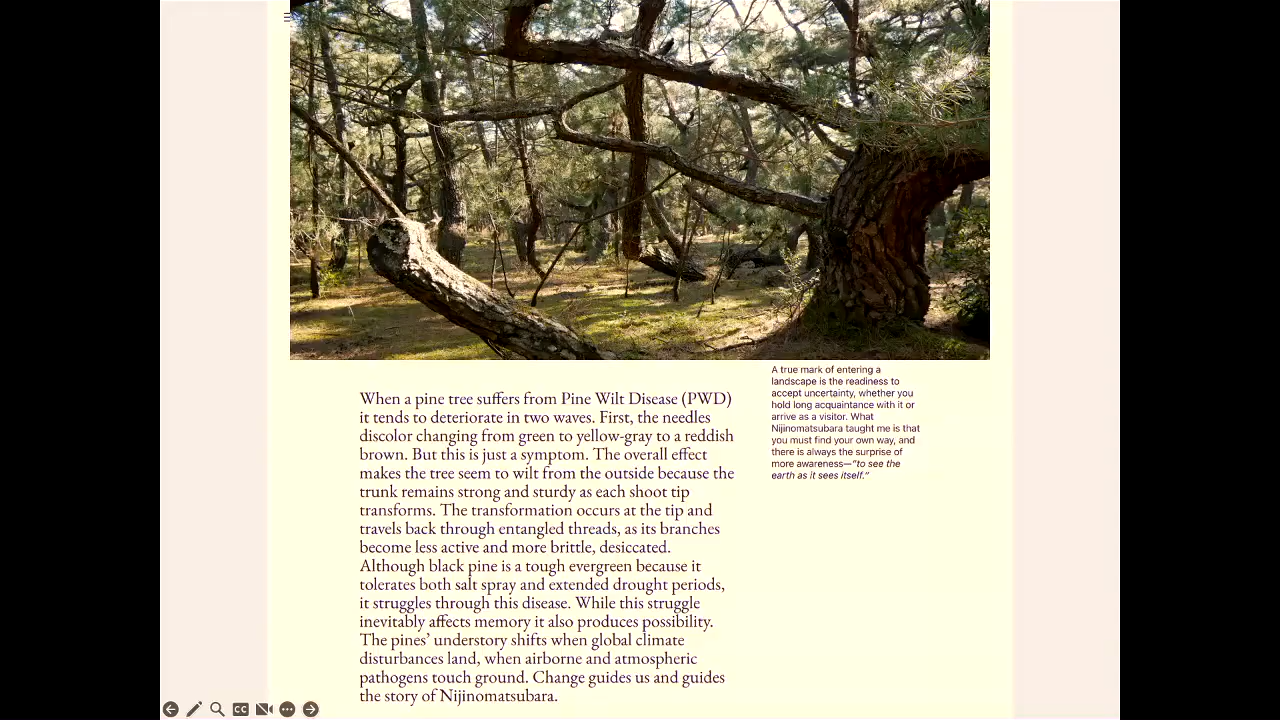 When a pine tree suffers from Pine Wilt Disease (PWD)
it tends to deteriorate in two waves. First, the needles
discolor changing from green to yellow-gray to a reddish
brown. But this is just a symptom. The overall effect
makes the tree seem to wilt from the outside because the
trunk remains strong and sturdy as each shoot tip
transforms. The transformation occurs at the tip and
travels back through entangled threads, as its branches
become less active and more brittle, desiccated.
Although black pine is a tough evergreen because it
tolerates both salt spray and extended drought periods,
it struggles through this disease. While this struggle
inevitably affects memory it also produces possibility.
The pines’ understory shifts when global climate
disturbances land, when airborne and atmospheric
pathogens touch ground. Change guides us and guides
the story of Nijinomatsubara.
A true mark of entering a
landscape is the readiness to
accept uncertainty, whether you
hold long acquaintance with it or
arrive as a visitor. What
Nijinomatsubara taught me is that
you must find your own way, and
there is always the surprise of
more awareness—“to see the
earth as it sees itself.”
CC